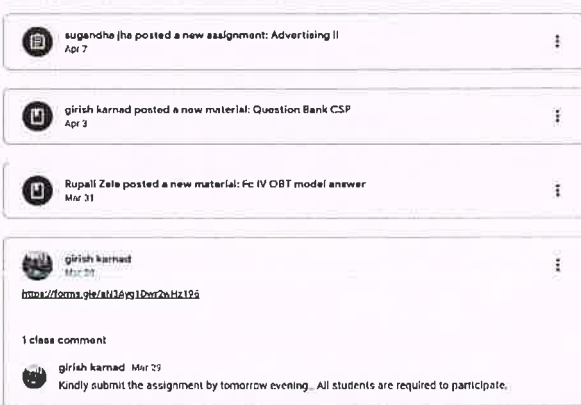 sugandha jha posted a new assignment: Advertising II
Apr 7
girish karnad posted a new material: Question Bank CSP
Apr 3
Rupali Zele posted a new material: Fc IV OBT model answer
Mar 31
girish karnad
1 class comment
girish karnad Mar 29
Kindly submit the assignment by tomorrow evening. All students are required to participate.